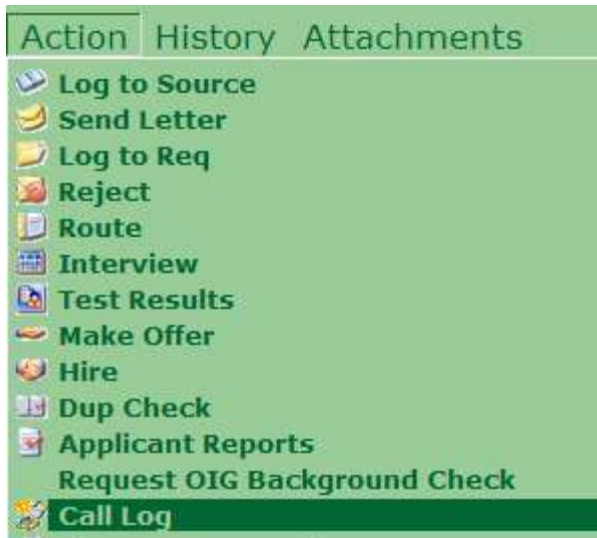 Action History Attachments
Log to Source
Send Letter
Log to Req
Reject
Route
Interview
Test Results
Make Offer
Hire
Dup Check
Applicant Reports
Request OIG Background Check
Call Log